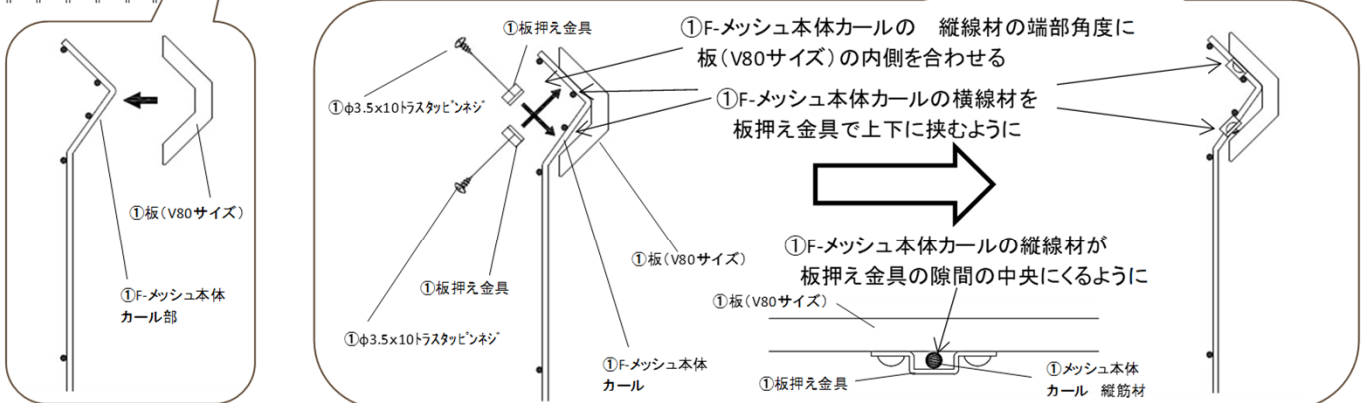 ①板(V80サイズ)
①F-メッシュ本体
カール部
①板押え金具
①φ3.5x10トラスタッピンネジ
①板押え金具
①φ3.5x10トラスタッピンネジ
①板(V80サイズ)
①F-メッシュ本体
カール
①F-メッシュ本体カールの 縦線材の端部角度に
板(V80サイズ)の内側を合わせる
①F-メッシュ本体カールの横線材を
板押え金具で上下に挟むように
①F-メッシュ本体カールの縦線材が
板押え金具の隙間の中央にくるように
①板(V80サイズ)
①板押え金具
①メッシュ本体
カール 縦筋材